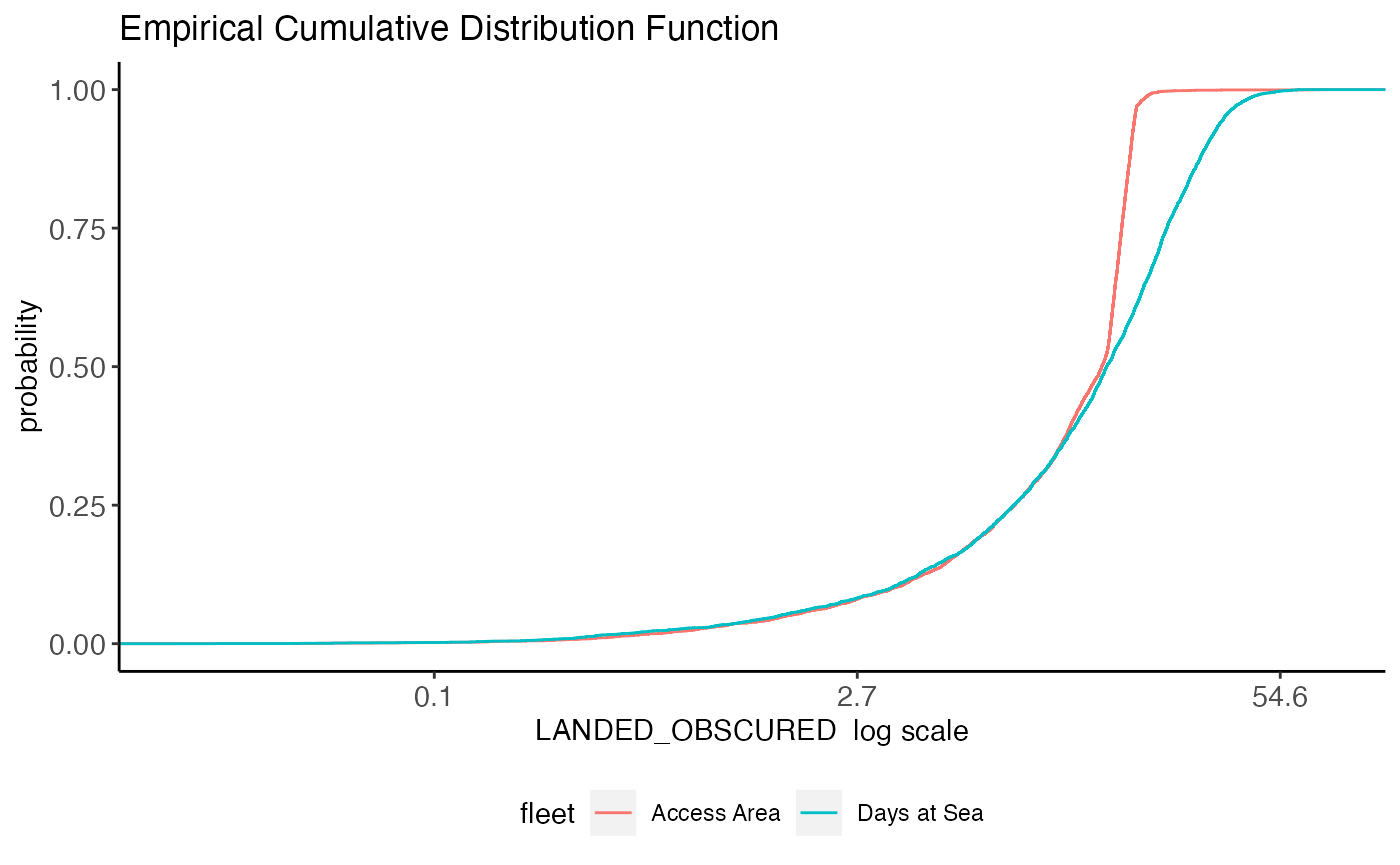 Empirical Cumulative Distribution Function
1.00
0.75
0.50
0.25
0.00
probability
0.1 2.7 54.6
LANDED_OBSCURED  log scale
fleet Access Area Days at Sea